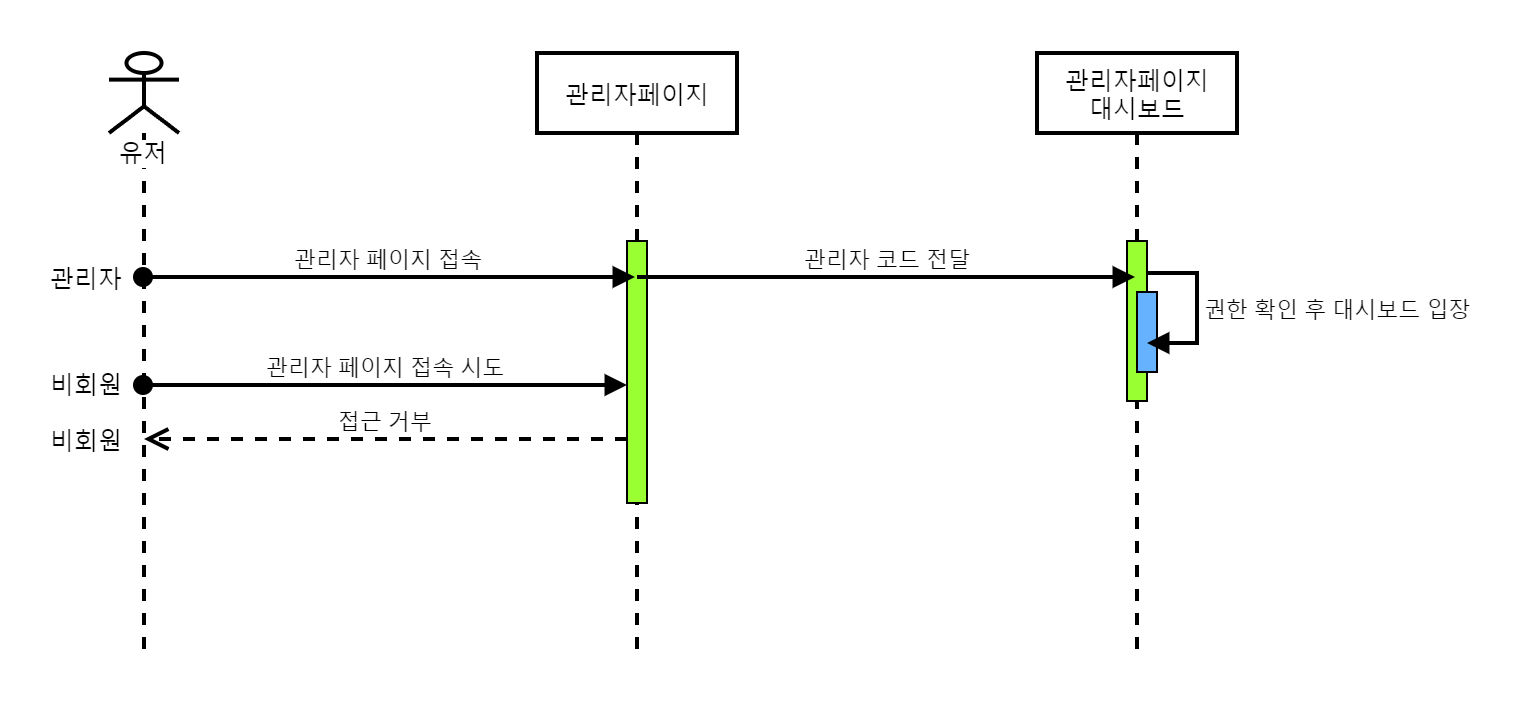 유저
관리자페이지
관리자페이지
대시보드
관리자
관리자 페이지 접속
관리자 코드 전달
권한 확인 후 대시보드 입장
비회원
관리자 페이지 접속 시도
비회원
접근 거부